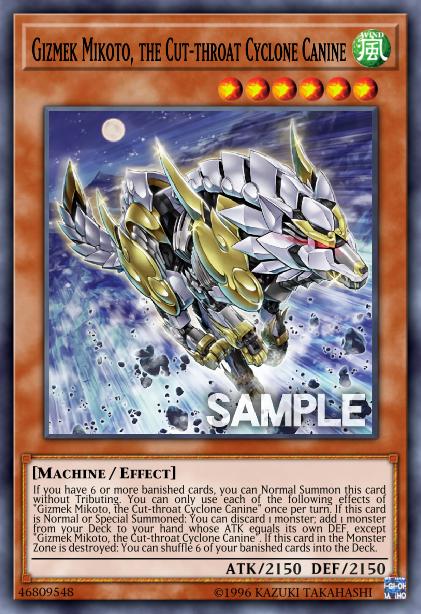 Gizmek Mikoto, the Cut-throat Cyclone Canine
WIND
風
SAMPLE
[Machine / Effect]
If you have 6 or more banished cards, you can Normal Summon this card
without Tributing. You can only use each of the following effects of
"Gizmek Mikoto, the Cut-throat Cyclone Canine" once per turn. If this card
is Normal or Special Summoned: You can discard 1 monster; add 1 monster
from your Deck to your hand whose ATK equals its own DEF, except
"Gizmek Mikoto, the Cut-throat Cyclone Canine". If this card in the Monster
Zone is destroyed: You can shuffle 6 of your banished cards into the Deck.
ATK/2150 DEF/2150
46809548
©1996 KAZUKI TAKAHASHI